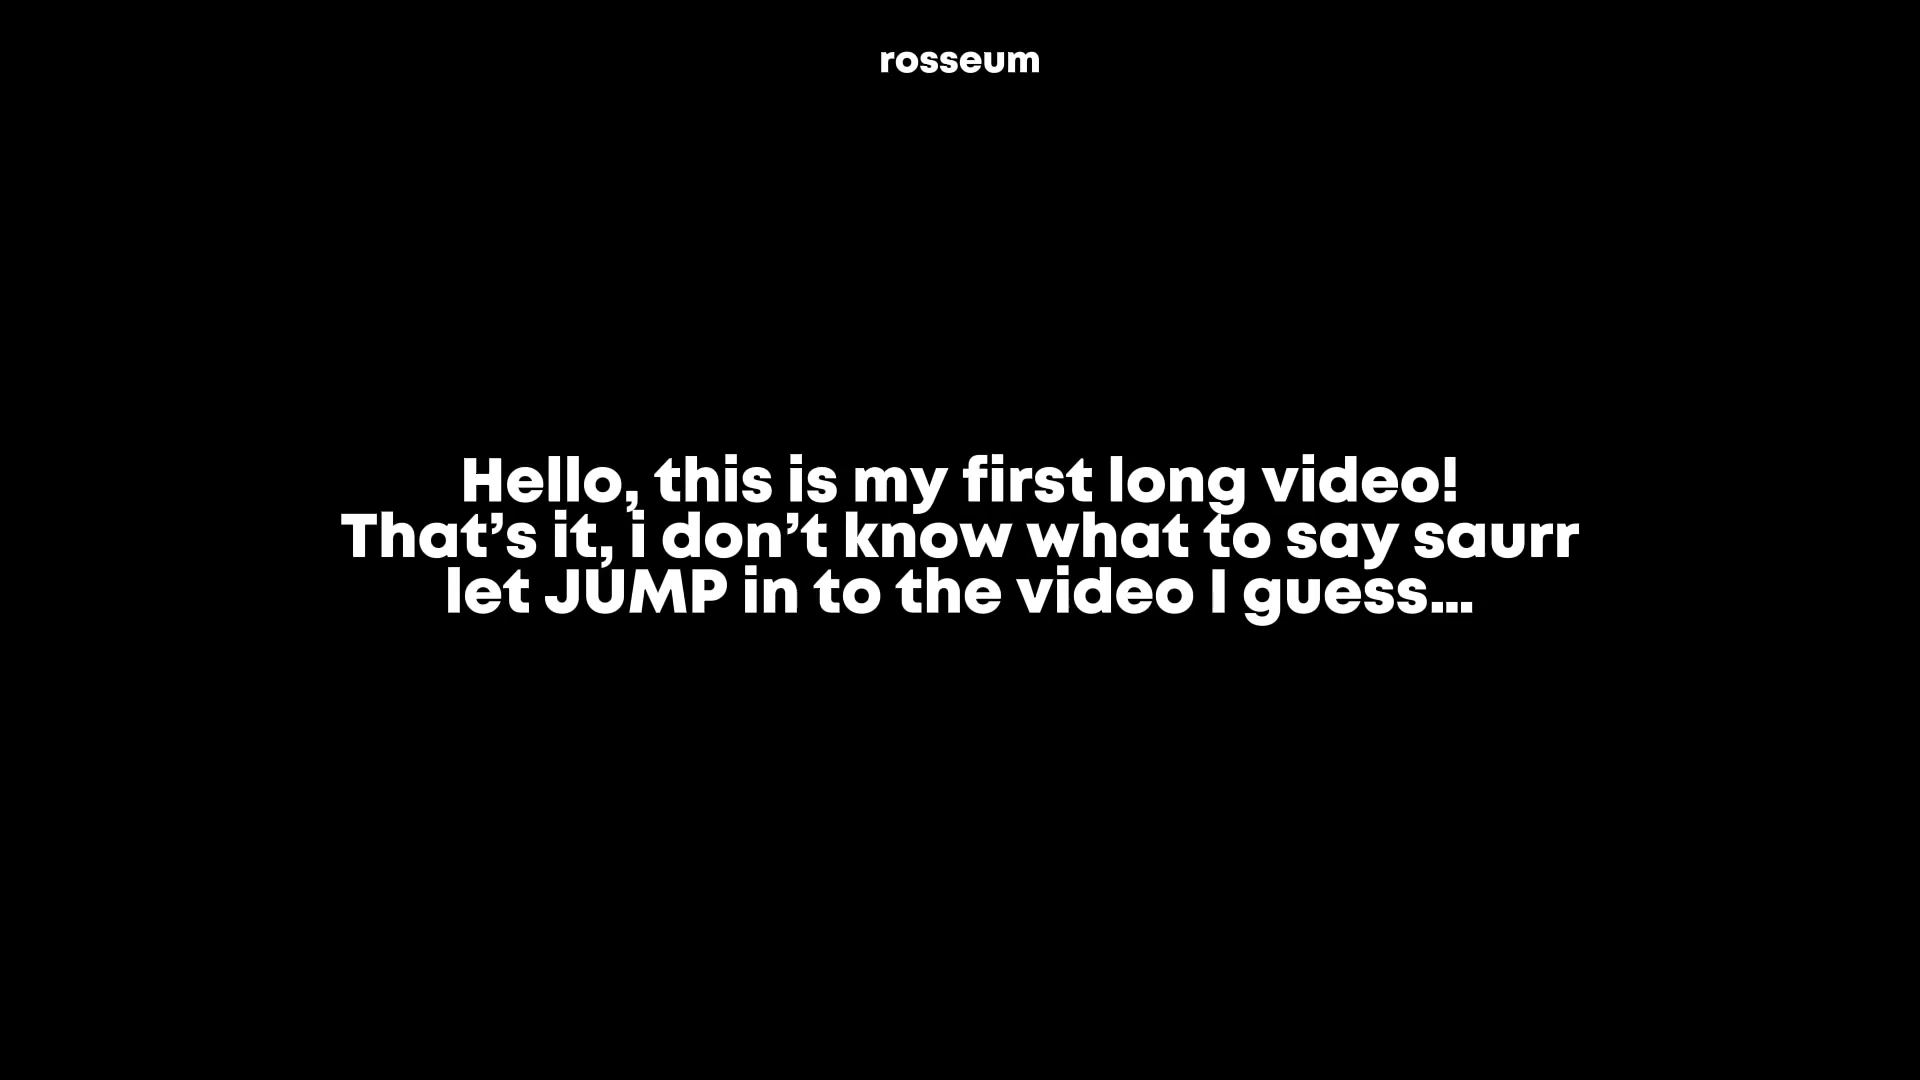 rosseum
Hello, this is my first long video!
That’s it, i don’t know what to say saurr
let JUMP in to the video I guess...